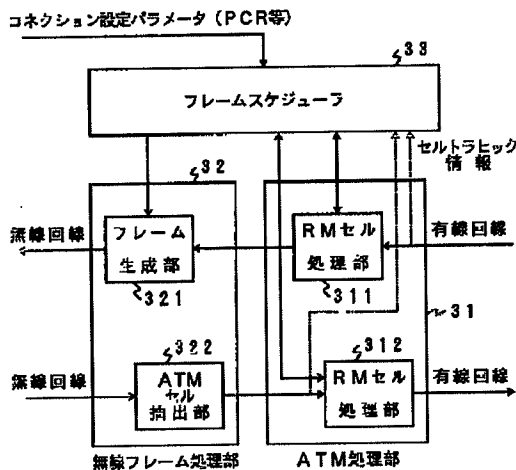 コネクション設定パラメータ（PCR等）
33
フレームスケジューラ
セルトラヒック
情報
32
無線回線
フレーム
生成部
321
RMセル
処理部
311
有線回線
31
322
312
無線回線
ATM
セル
抽出部
RMセル
処理部
有線回線
無線フレーム処理部
ATM処理部